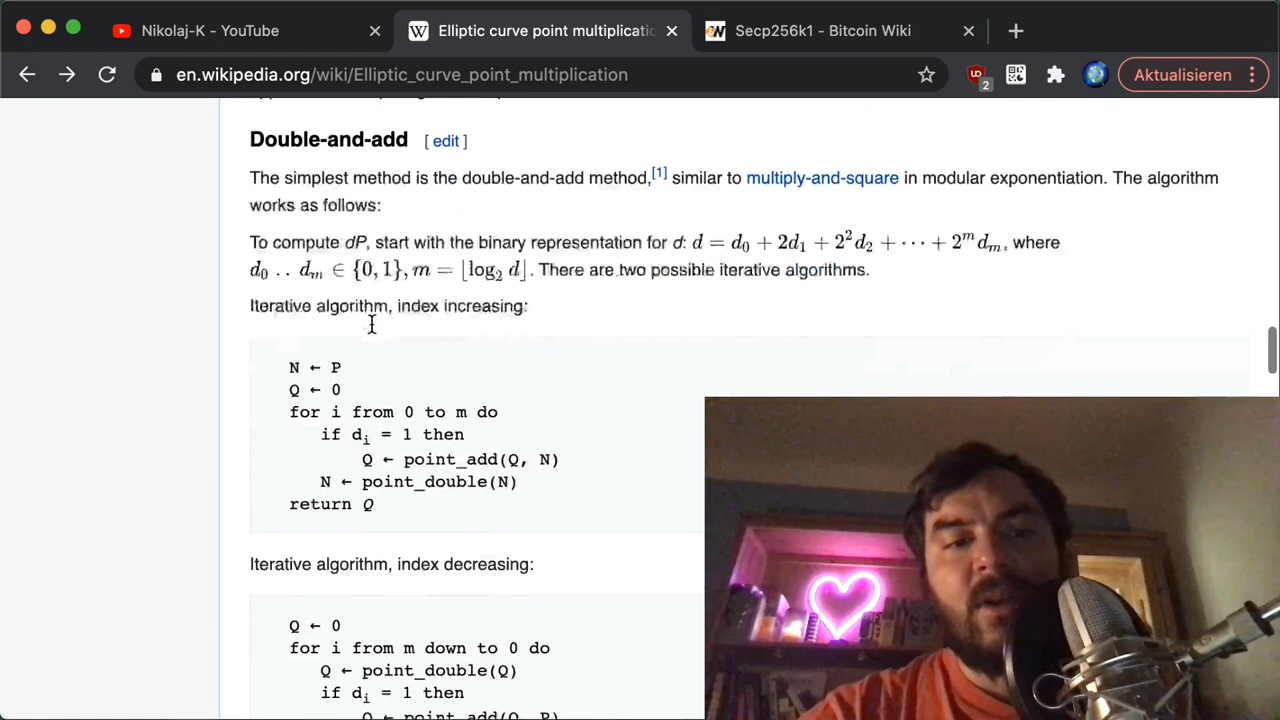 Nikolaj-K - YouTube
Elliptic curve point multiplicatio
Secp256k1 - Bitcoin Wiki
en.wikipedia.org/wiki/Elliptic_curve_point_multiplication
2
Aktualisieren
Double-and-add [ edit ]
The simplest method is the double-and-add method,[1] similar to multiply-and-square in modular exponentiation. The algorithm
works as follows:
To compute dP, start with the binary representation for d: d = d₀ + 2d₁ + 2²d₂ + ⋯ + 2ᵐdₘ, where
d₀ .. dₘ ∈ {0, 1}, m = ⌊log₂ d⌋. There are two possible iterative algorithms.
Iterative algorithm, index increasing:
N ← P
Q ← 0
for i from 0 to m do
if dᵢ = 1 then
Q ← point_add(Q, N)
N ← point_double(N)
return Q
Iterative algorithm, index decreasing:
Q ← 0
for i from m down to 0 do
Q ← point_double(Q)
if dᵢ = 1 then
Q ← point_add(Q, P)